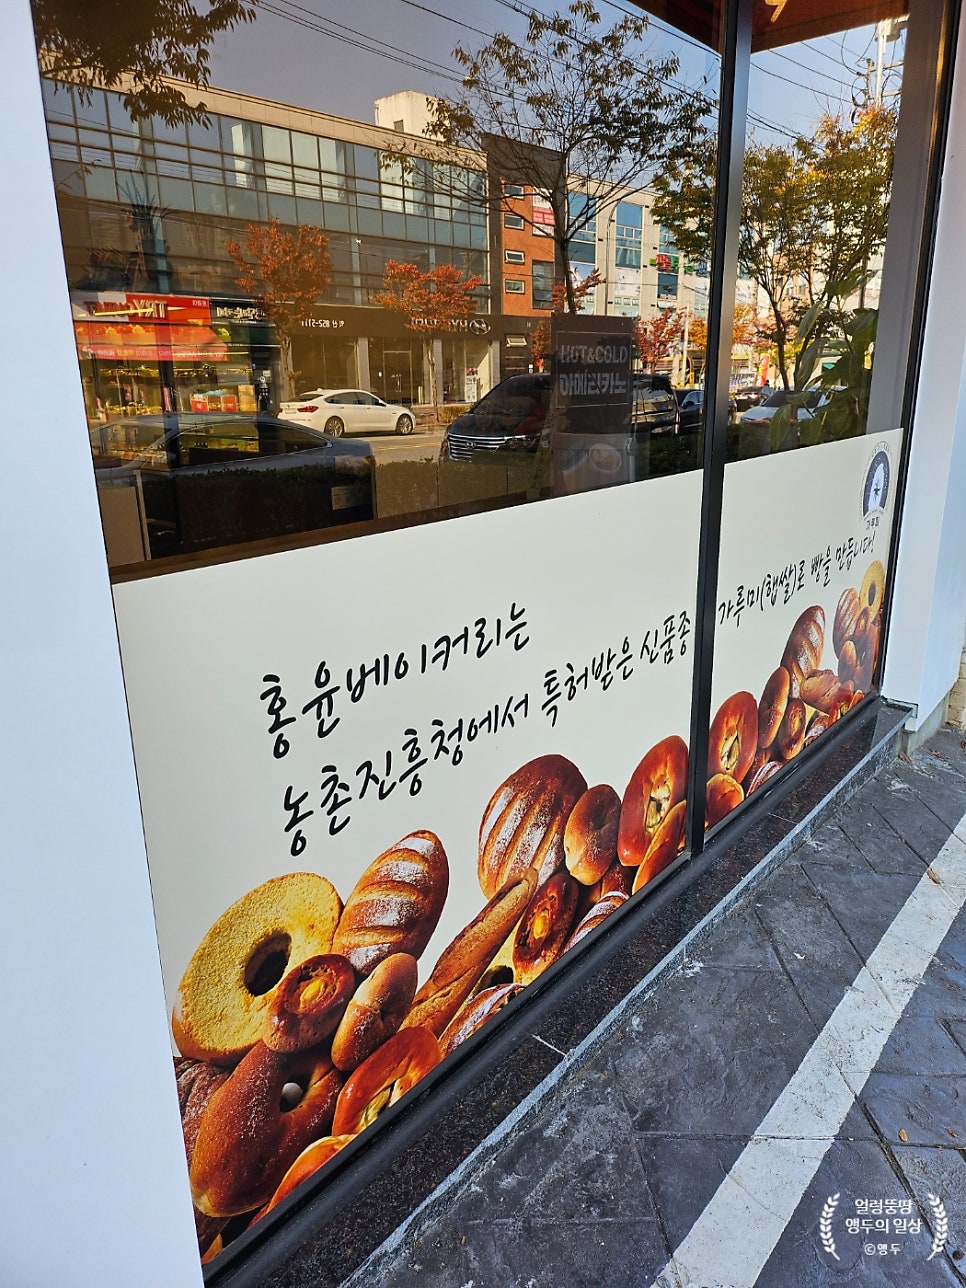 HOT&COLD
아메리카노
홍윤베이커리는
농촌진흥청에서 특허받은 신품종 가루미(햅쌀)로 빵을 만듭니다!
얼렁뚱땅
앵두의 일상
©앵두